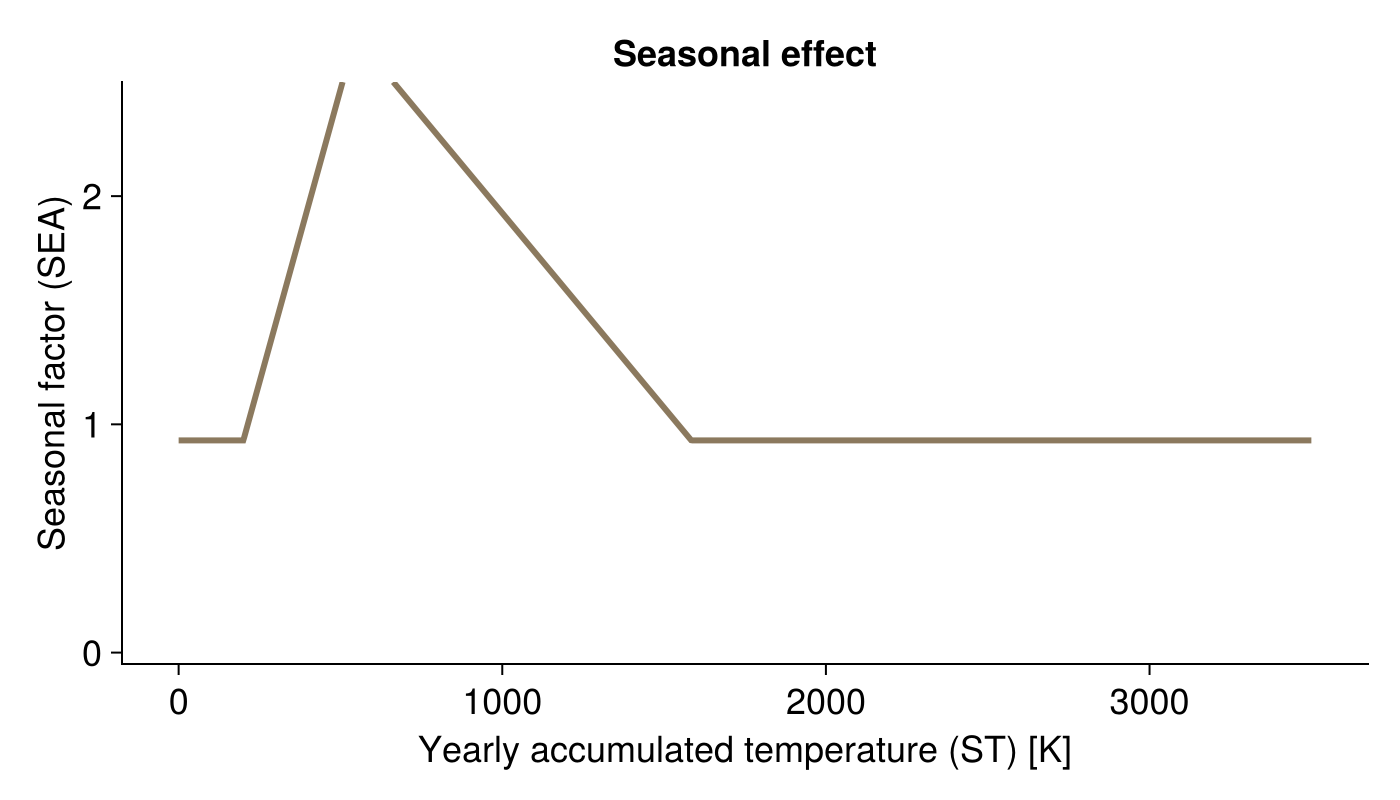 Seasonal effect
Seasonal factor (SEA)
2
1
0
0 1000 2000 3000
Yearly accumulated temperature (ST) [K]